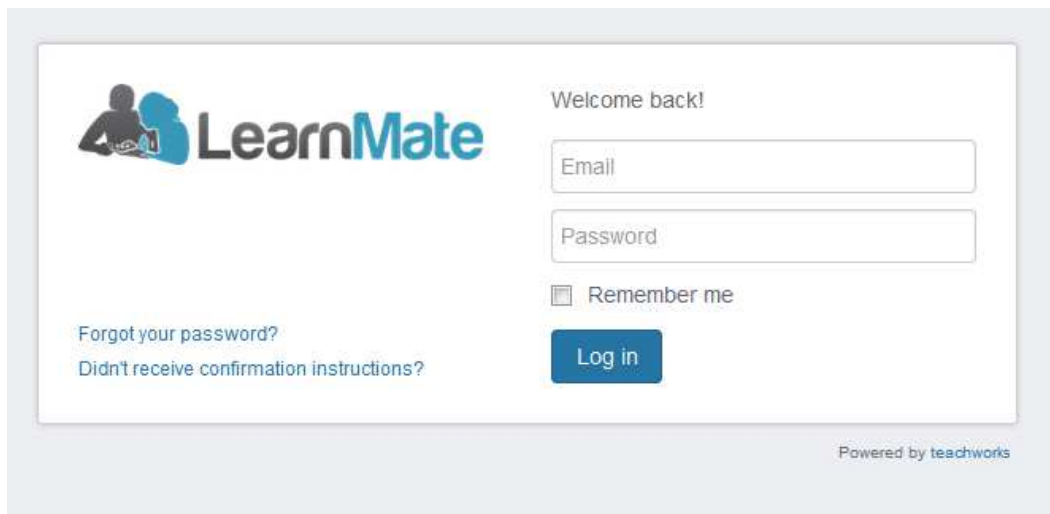 LearnMate
Welcome back!
Email
Password
Remember me
Forgot your password?
Log in
Didn't receive confirmation instructions?
Powered by teachworks